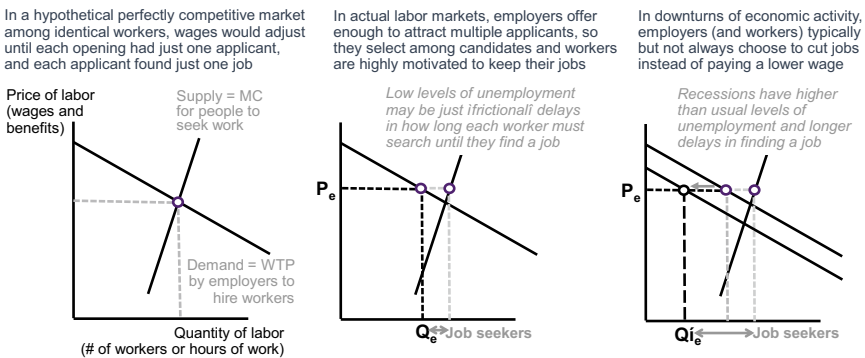 In a hypothetical perfectly competitive market
among identical workers, wages would adjust
until each opening had just one applicant,
and each applicant found just one job
Price of labor
(wages and
benefits)
Supply = MC
for people to
seek work
Demand = WTP
by employers to
hire workers
Quantity of labor
(# of workers or hours of work)
In actual labor markets, employers offer
enough to attract multiple applicants, so
they select among candidates and workers
are highly motivated to keep their jobs
Low levels of unemployment
may be just ìfrictionalî delays
in how long each worker must
search until they find a job
Pe
Qe
Job seekers
In downturns of economic activity,
employers (and workers) typically
but not always choose to cut jobs
instead of paying a lower wage
Recessions have higher
than usual levels of
unemployment and longer
delays in finding a job
Pe
Qíe
Job seekers